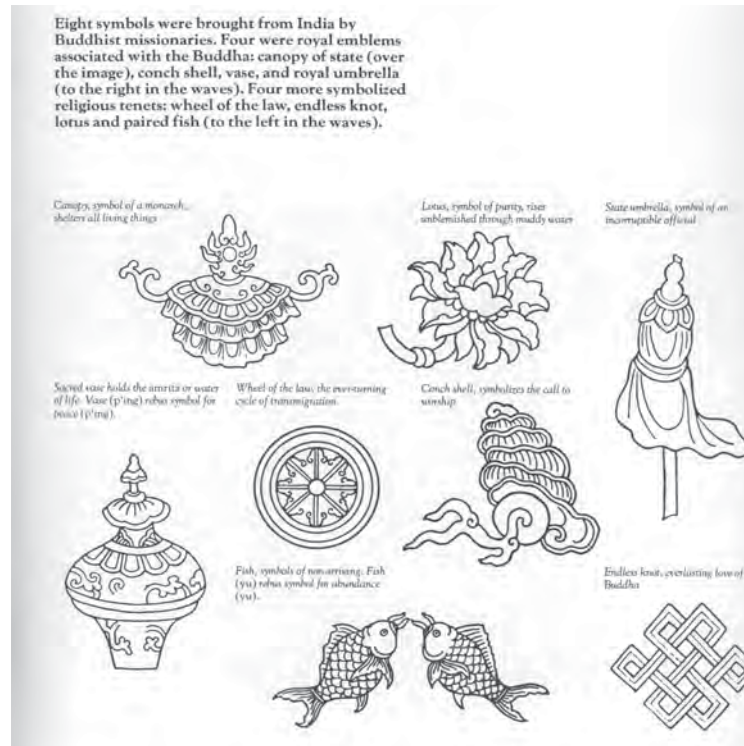 Eight symbols were brought from India by
Buddhist missionaries. Four were royal emblems
associated with the Buddha: canopy of state (over
the image), conch shell, vase, and royal umbrella
(to the right in the waves). Four more symbolized
religious tenets: wheel of the law, endless knot,
lotus and paired fish (to the left in the waves).
Canopy, symbol of a monarch,
shelters all living things
Lotus, symbol of purity, rises
unblemished through muddy water
State umbrella, symbol of an
incorruptible official
Sacred vase holds the amrita or water
of life. Vase (p'ing) rebus symbol for
peace (p'ing).
Wheel of the law, the ever-turning
cycle of transmigration.
Conch shell, symbolizes the call to
worship
Fish, symbols of non-arriving. Fish
(yu) rebus symbol for abundance
(yu).
Endless knot, everlasting love of
Buddha